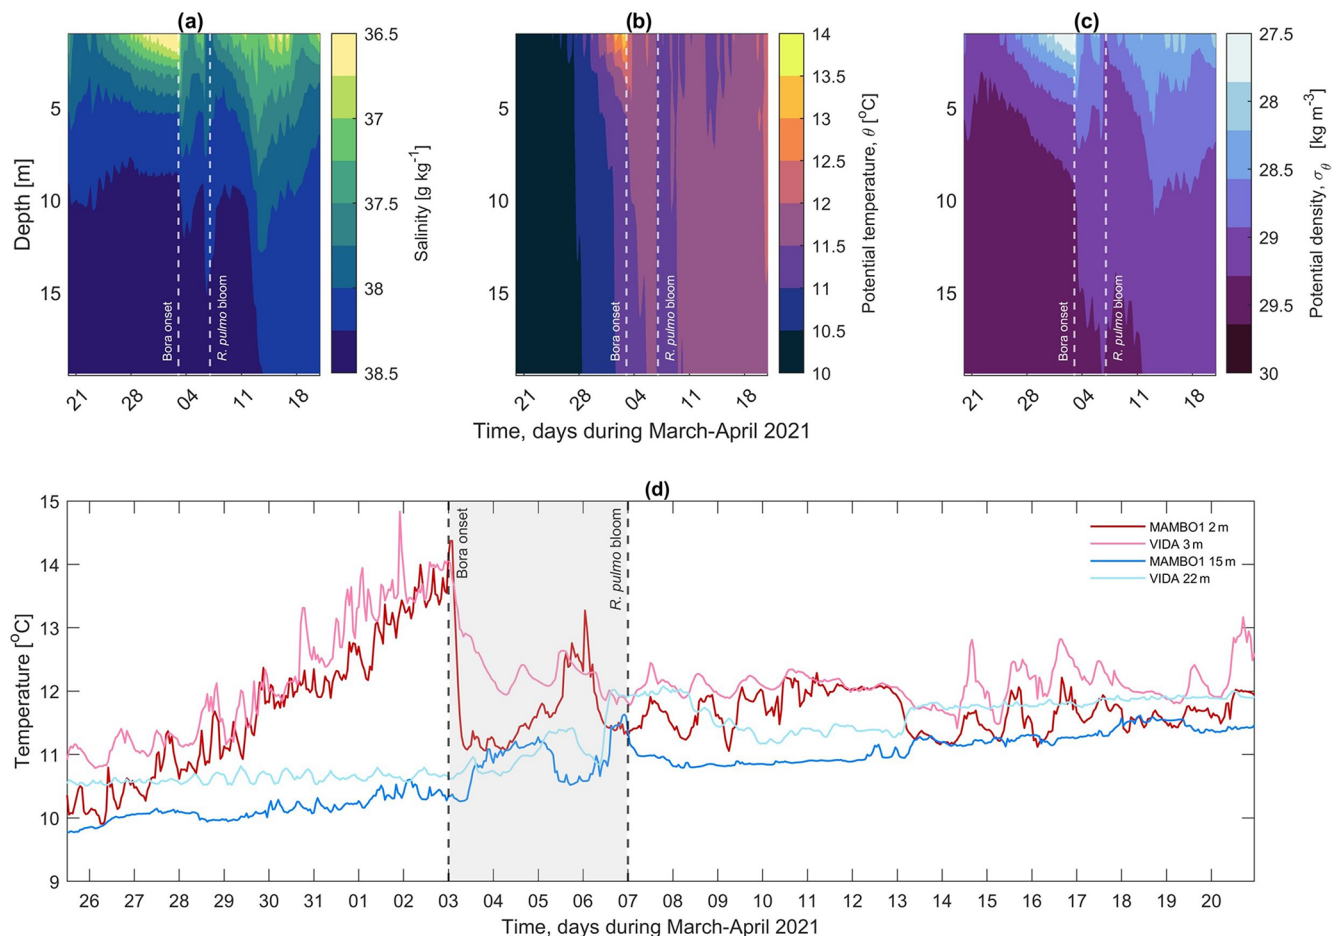 (a)
(b)
(c)
Depth [m]
5
10
15
21
28
04
11
18
Bora onset
R. pulmo bloom
36.5
37
37.5
38
38.5
Salinity [g kg⁻¹]
5
10
15
21
28
04
11
18
Bora onset
R. pulmo bloom
14
13.5
13
12.5
12
11.5
11
10.5
10
Potential temperature, θ [°C]
5
10
15
21
28
04
11
18
Bora onset
R. pulmo bloom
27.5
28
28.5
29
29.5
30
Potential density, σθ [kg m⁻³]
Time, days during March-April 2021
(d)
Temperature [°C]
15
14
13
12
11
10
9
Bora onset
R. pulmo bloom
MAMBO1 2 m
VIDA 3 m
MAMBO1 15 m
VIDA 22 m
26 27 28 29 30 31 01 02 03 04 05 06 07 08 09 10 11 12 13 14 15 16 17 18 19 20
Time, days during March-April 2021